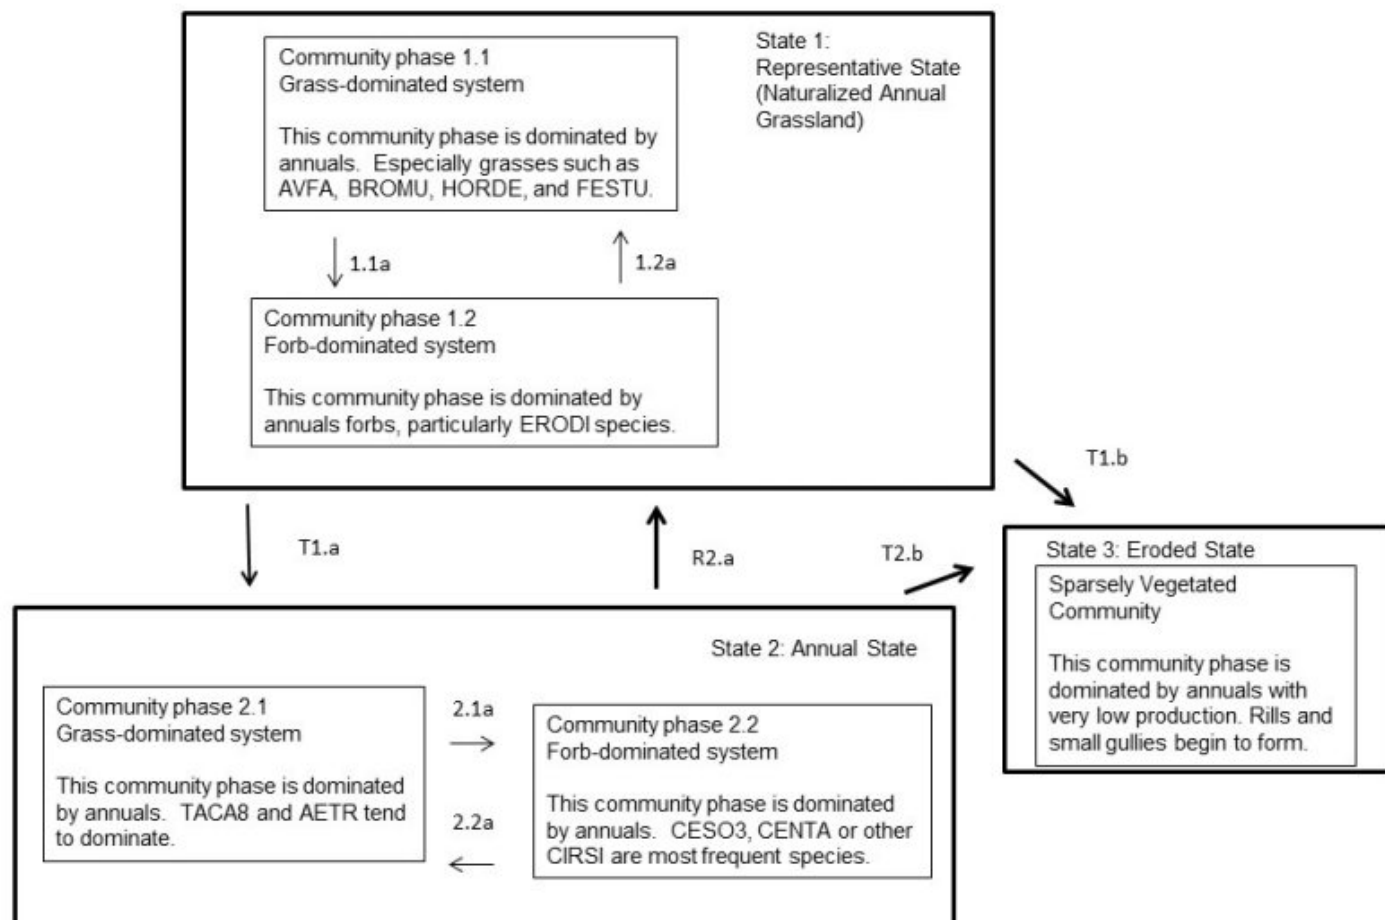 State 1:
Representative State
(Naturalized Annual
Grassland)
Community phase 1.1
Grass-dominated system
This community phase is dominated by
annuals. Especially grasses such as
AVFA, BROMU, HORDE, and FESTU.
1.1a
1.2a
Community phase 1.2
Forb-dominated system
This community phase is dominated by
annuals forbs, particularly ERODI species.
T1.b
T1.a
R2.a
T2.b
State 3: Eroded State
Sparsely Vegetated
Community
This community phase is
dominated by annuals with
very low production. Rills and
small gullies begin to form.
State 2: Annual State
Community phase 2.1
Grass-dominated system
This community phase is dominated
by annuals. TACA8 and AETR tend
to dominate.
2.1a
2.2a
Community phase 2.2
Forb-dominated system
This community phase is dominated
by annuals. CESO3, CENTA or other
CIRSI are most frequent species.